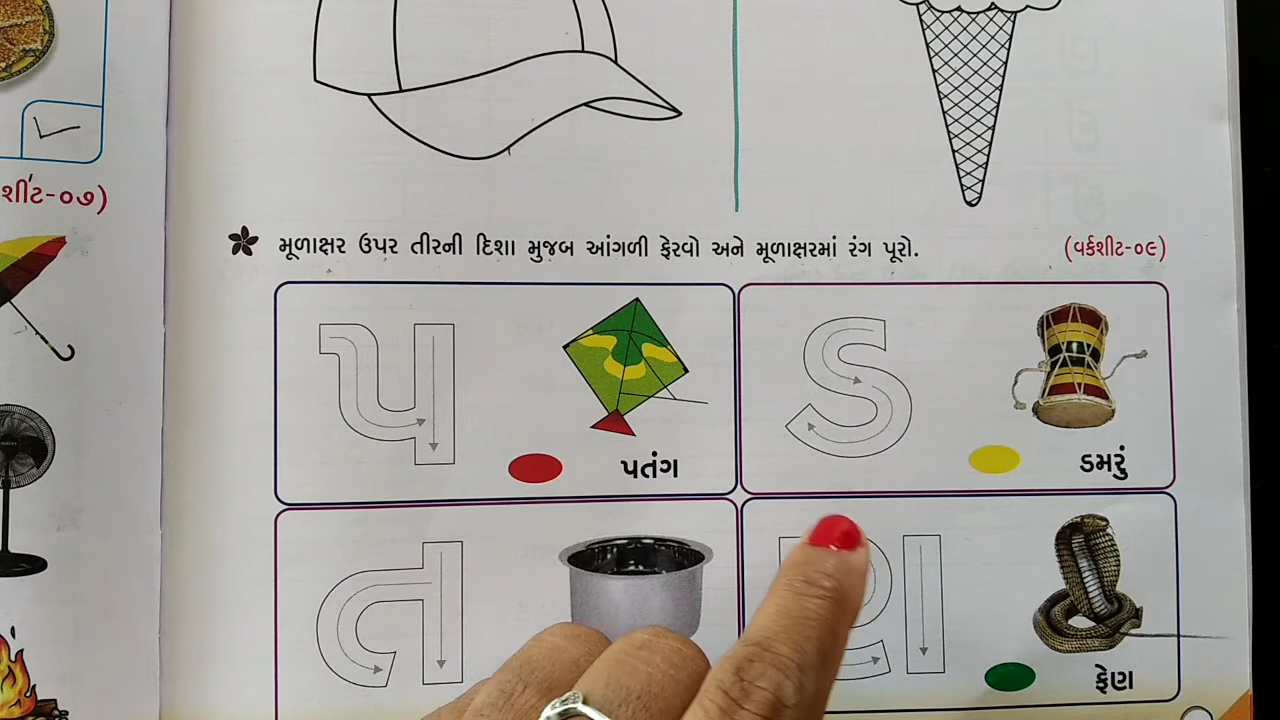 શીટ-૦૭)
મૂળાક્ષર ઉપર તીરની દિશા મુજબ આંગળી ફેરવો અને મૂળાક્ષરમાં રંગ પૂરો. (વર્કશીટ-૦૯)
પ
પતંગ
ડ
ડમરું
ત
ણ
ફેણ